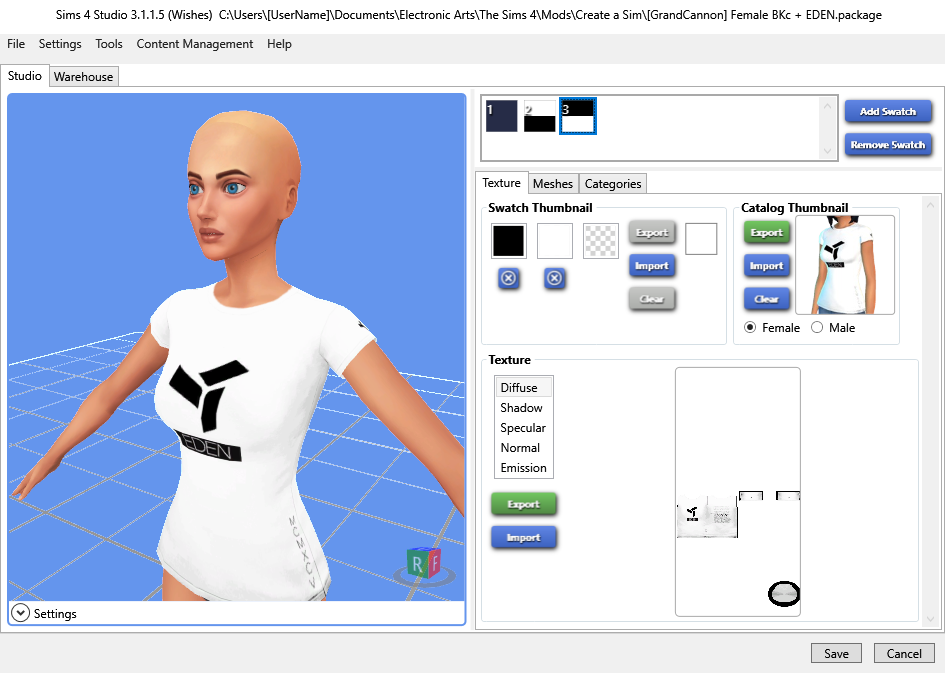 Sims 4 Studio 3.1.1.5 (Wishes)  C:\Users\[UserName]\Documents\Electronic Arts\The Sims 4\Mods\Create a Sim\[GrandCannon] Female BKc + EDEN.package
File Settings Tools Content Management Help
Studio Warehouse
1 2 3
Add Swatch
Remove Swatch
Texture Meshes Categories
Swatch Thumbnail
Export
Import
Clear
Catalog Thumbnail
Export
Import
Clear
Female Male
Texture
Diffuse
Shadow
Specular
Normal
Emission
Export
Import
EDEN
R F
Settings
Save Cancel